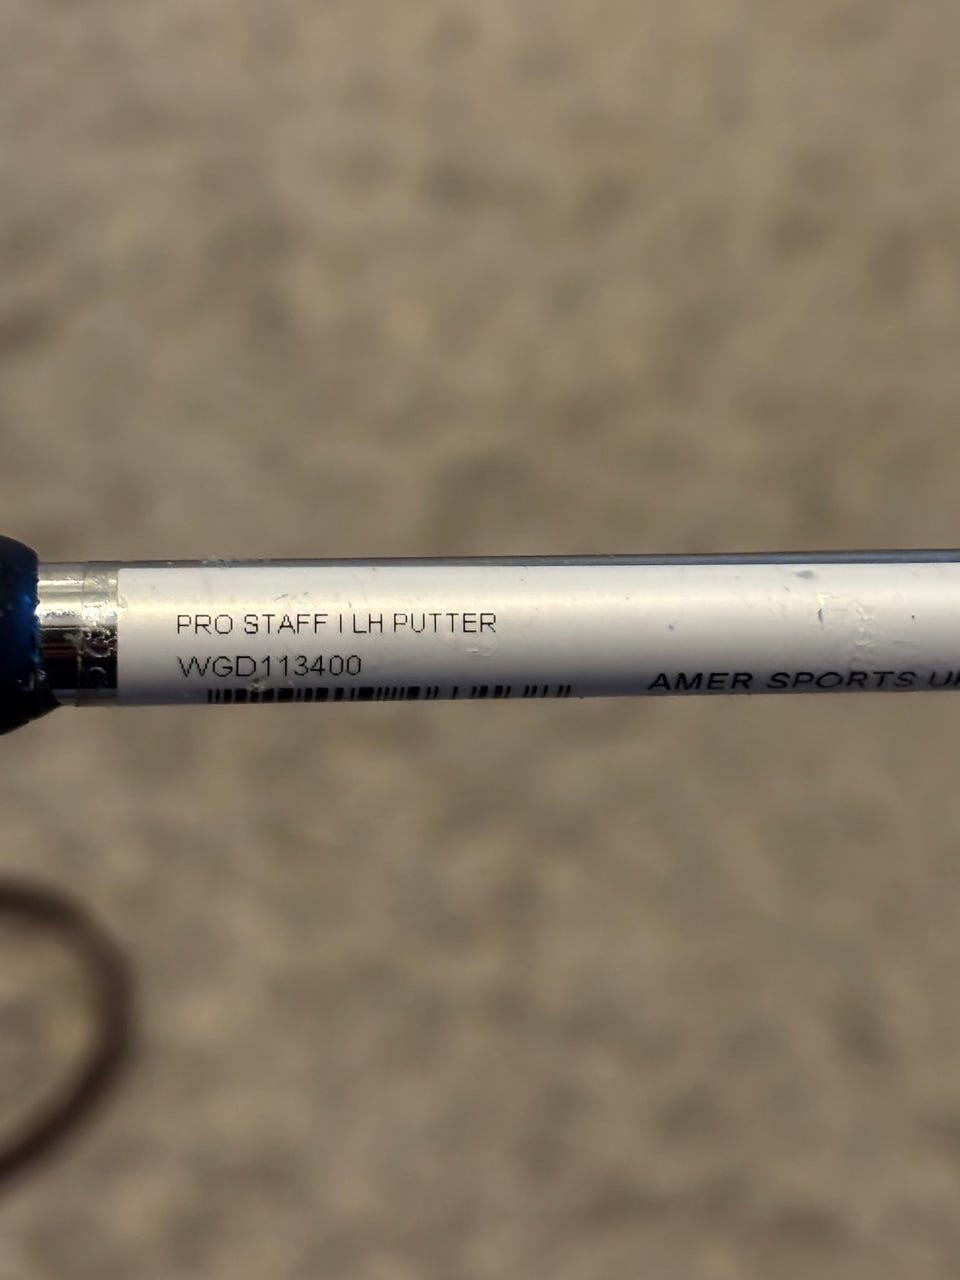 PRO STAFF I LH PUTTER
WGD113400
AMER SPORTS